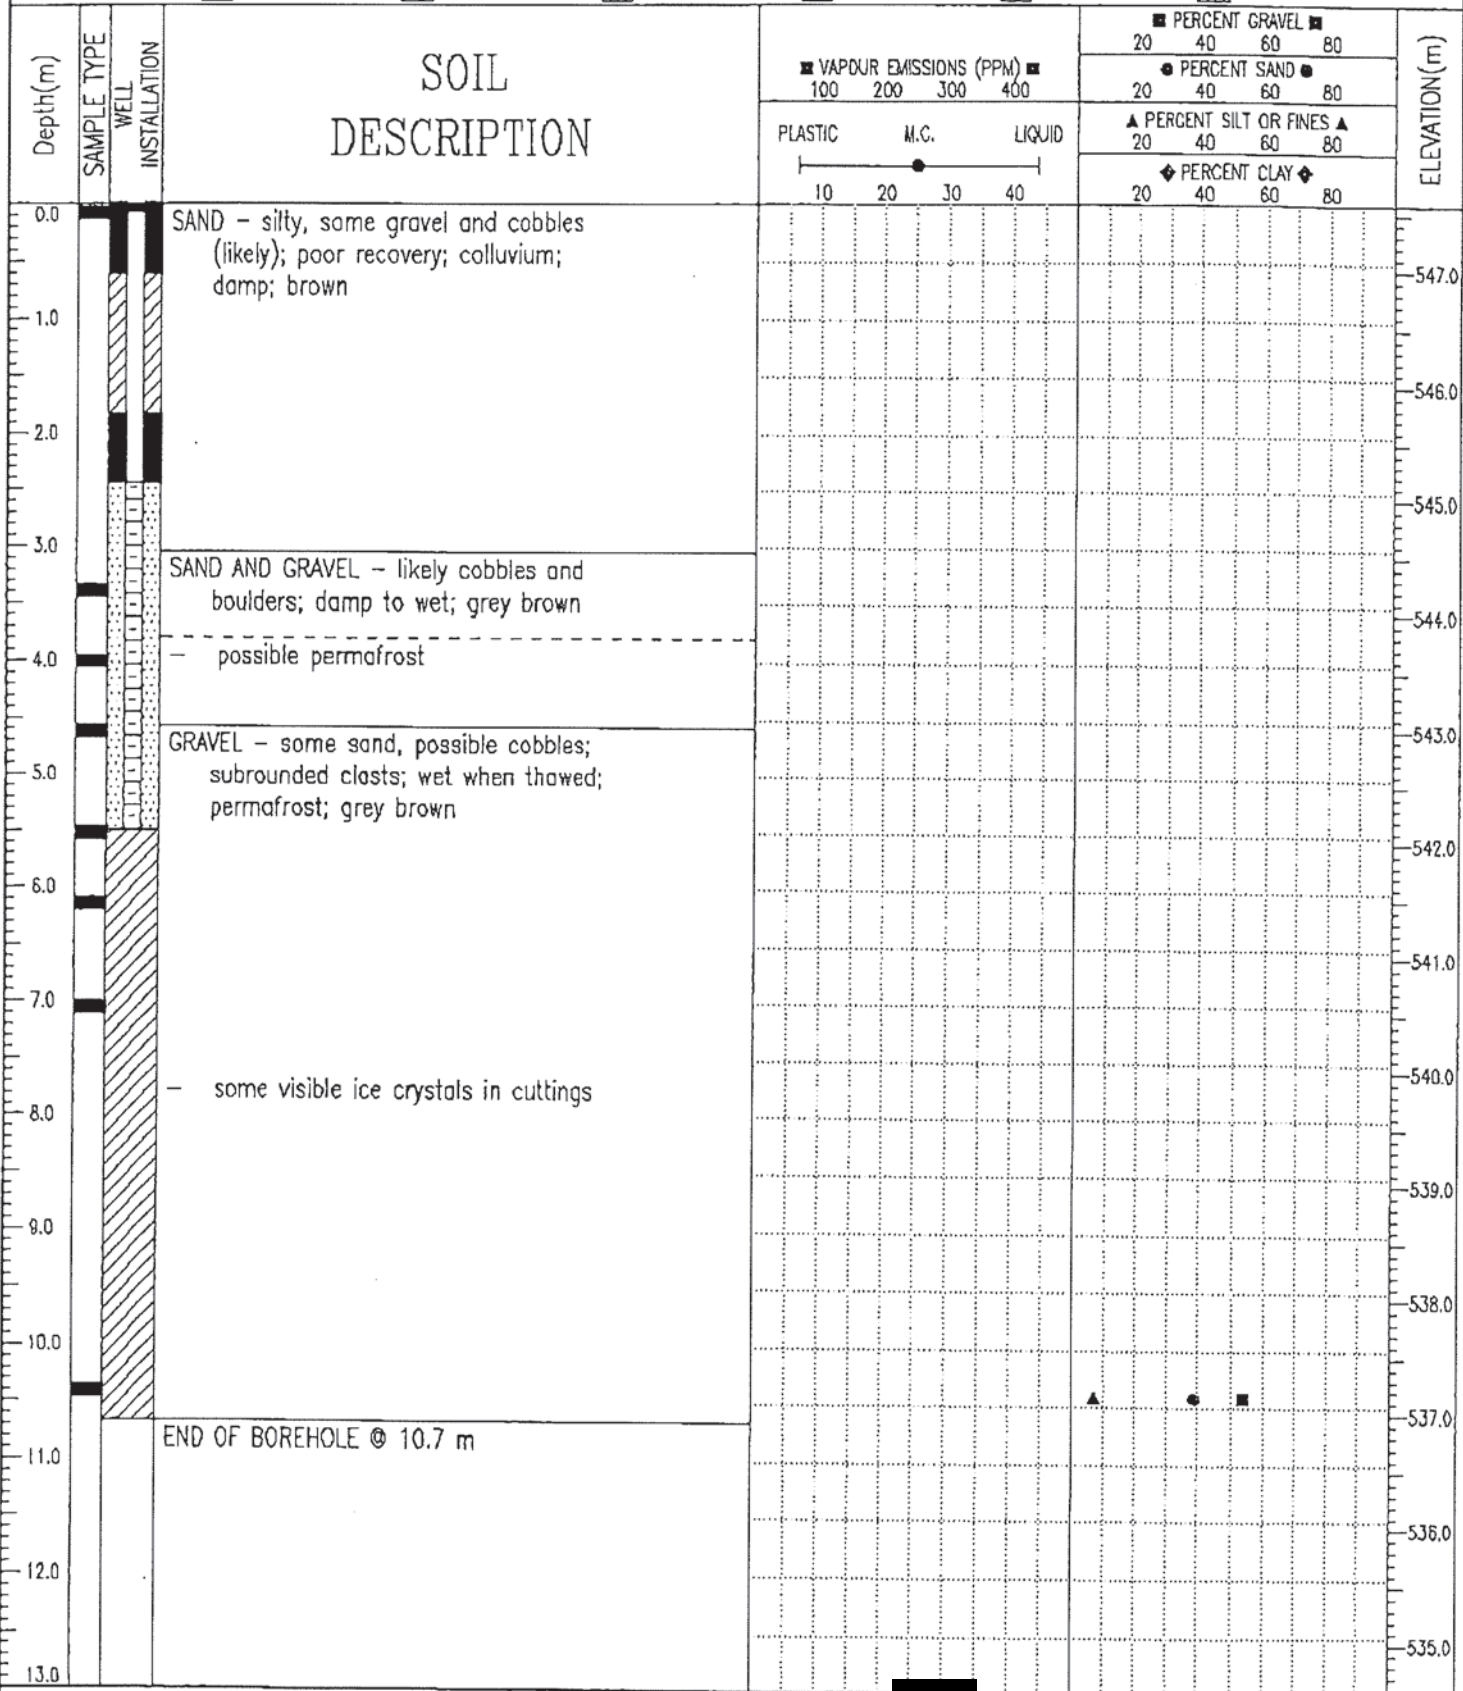 Depth(m)
SAMPLE TYPE
WELL
INSTALLATION
SOIL
DESCRIPTION
■ VAPOUR EMISSIONS (PPM) ■
100 200 300 400
PLASTIC M.C. LIQUID
10 20 30 40
■ PERCENT GRAVEL ■
20 40 60 80
● PERCENT SAND ●
20 40 60 80
▲ PERCENT SILT OR FINES ▲
20 40 60 80
◆ PERCENT CLAY ◆
20 40 60 80
ELEVATION(m)
0.0
1.0
2.0
3.0
4.0
5.0
6.0
7.0
8.0
9.0
10.0
11.0
12.0
13.0
SAND – silty, some gravel and cobbles
(likely); poor recovery; colluvium;
damp; brown
SAND AND GRAVEL – likely cobbles and
boulders; damp to wet; grey brown
– possible permafrost
GRAVEL – some sand, possible cobbles;
subrounded clasts; wet when thawed;
permafrost; grey brown
– some visible ice crystals in cuttings
END OF BOREHOLE @ 10.7 m
547.0
546.0
545.0
544.0
543.0
542.0
541.0
540.0
539.0
538.0
537.0
536.0
535.0